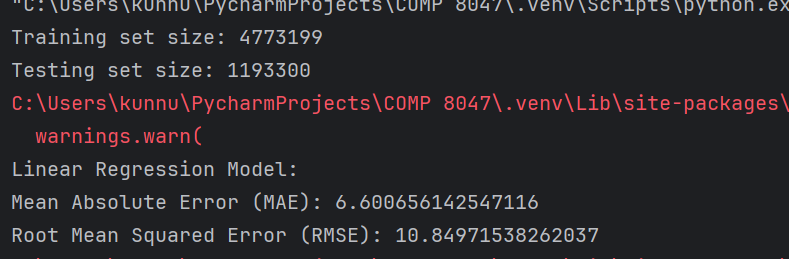 "C:\Users\kunnu\PycharmProjects\COMP 8047\.venv\Scripts\python.ex
Training set size: 4773199
Testing set size: 1193300
C:\Users\kunnu\PycharmProjects\COMP 8047\.venv\Lib\site-packages\
warnings.warn(
Linear Regression Model:
Mean Absolute Error (MAE): 6.600656142547116
Root Mean Squared Error (RMSE): 10.84971538262037